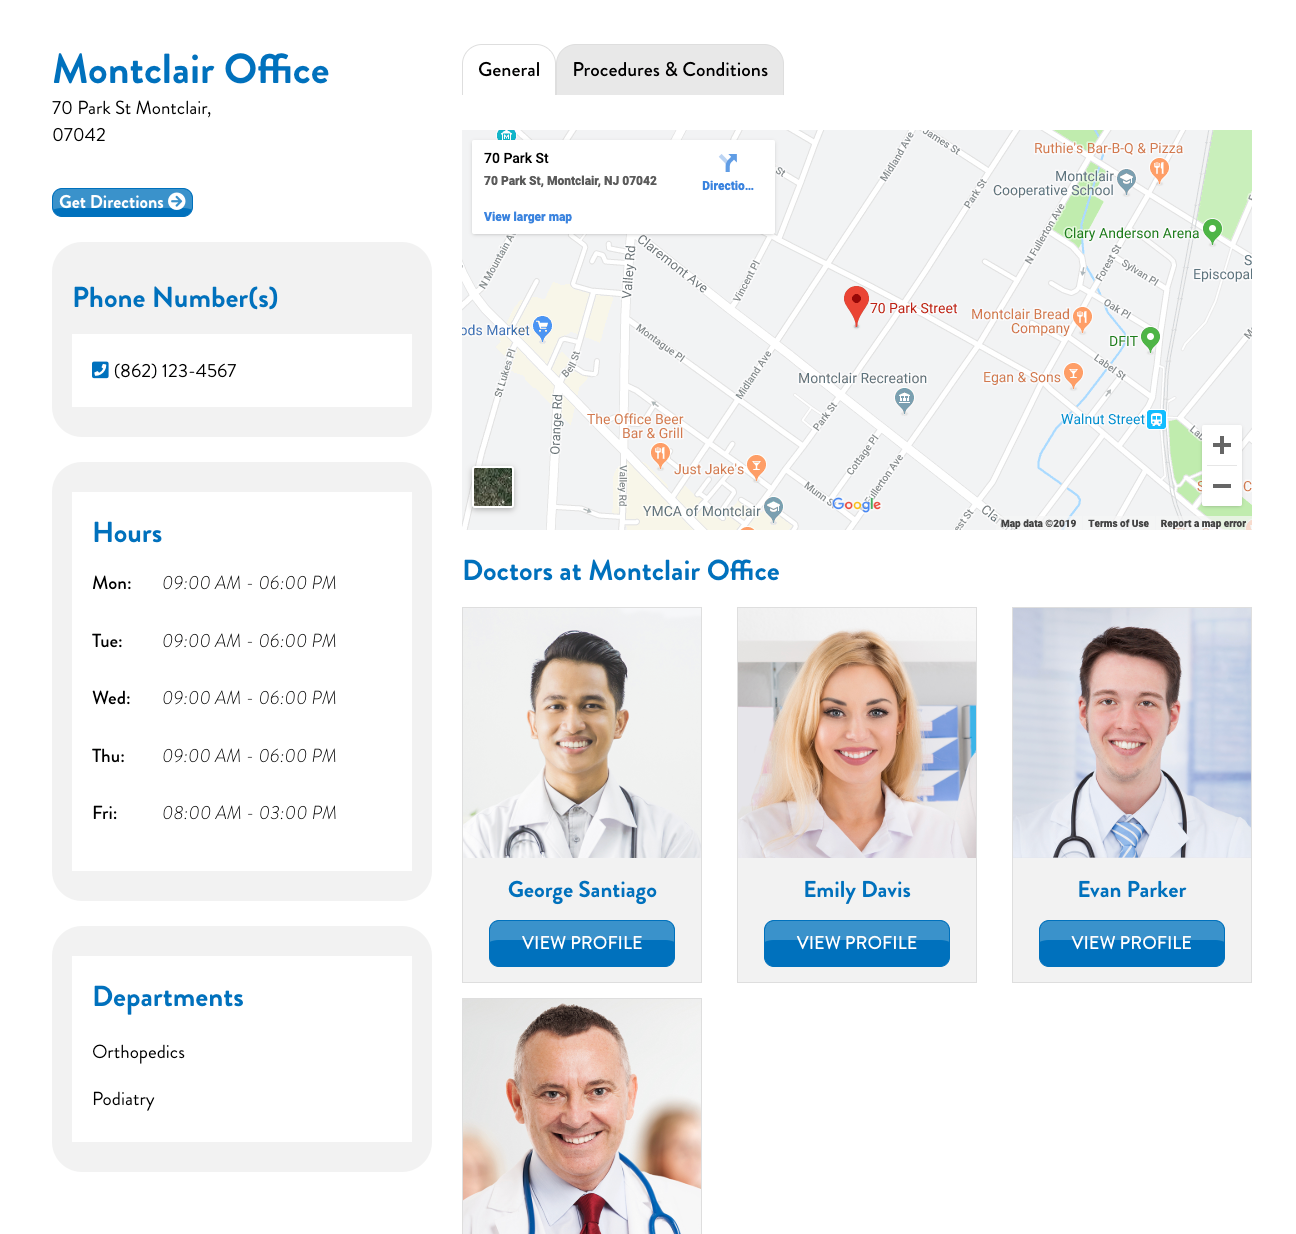 Montclair Office
70 Park St Montclair,
07042
Get Directions
Phone Number(s)
(862) 123-4567
Hours
Mon: 09:00 AM - 06:00 PM
Tue: 09:00 AM - 06:00 PM
Wed: 09:00 AM - 06:00 PM
Thu: 09:00 AM - 06:00 PM
Fri: 08:00 AM - 03:00 PM
Departments
Orthopedics
Podiatry
General
Procedures & Conditions
70 Park St
70 Park St, Montclair, NJ 07042
Directio...
View larger map
James St
Midland Ave
Park St
Ruthie's Bar-B-Q & Pizza
Montclair
Cooperative School
Clary Anderson Arena
N Fullerton Ave
Forest St
Sylvan Pl
Episcopal
N Mountain A
Valley Rd
Claremont Ave
Vincent Pl
70 Park Street
Montclair Bread
Company
Oak Pl
DFIT
Label St
ods Market
Montague Pl
Bell St
St Lukes Pl
Midland Ave
Montclair Recreation
Egan & Sons
Orange Rd
The Office Beer
Bar & Grill
Park St
Walnut Street
Just Jake's
Cottage Pl
Valley Rd
Munn S
ullerton Ave
YMCA of Montclair
Google
Map data ©2019
Terms of Use
Report a map error
Doctors at Montclair Office
George Santiago
VIEW PROFILE
Emily Davis
VIEW PROFILE
Evan Parker
VIEW PROFILE